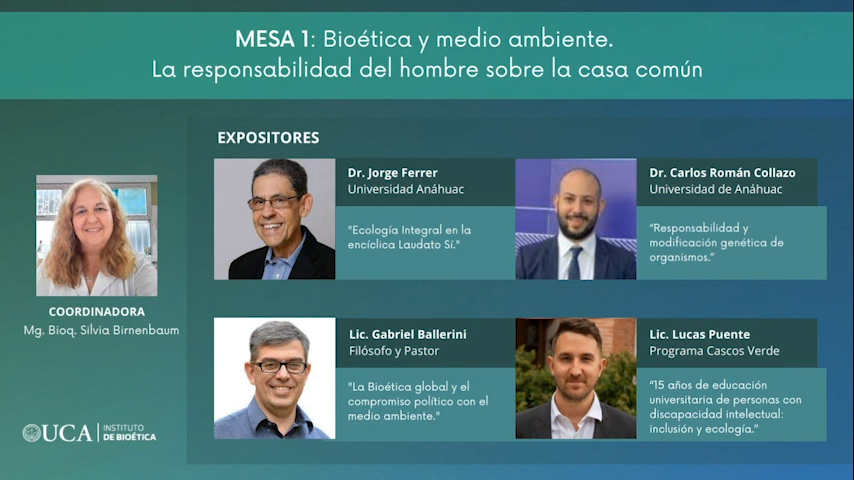 MESA 1: Bioética y medio ambiente.
La responsabilidad del hombre sobre la casa común
EXPOSITORES
Dr. Jorge Ferrer
Universidad Anáhuac
"Ecología Integral en la
encíclica Laudato Sí."
Dr. Carlos Román Collazo
Universidad de Anáhuac
"Responsabilidad y
modificación genética de
organismos."
COORDINADORA
Mg. Bioq. Silvia Birnenbaum
Lic. Gabriel Ballerini
Filósofo y Pastor
"La Bioética global y el
compromiso político con el
medio ambiente."
Lic. Lucas Puente
Programa Cascos Verde
"15 años de educación
universitaria de personas con
discapacidad intelectual:
inclusión y ecología."
UCA
INSTITUTO
DE BIOÉTICA